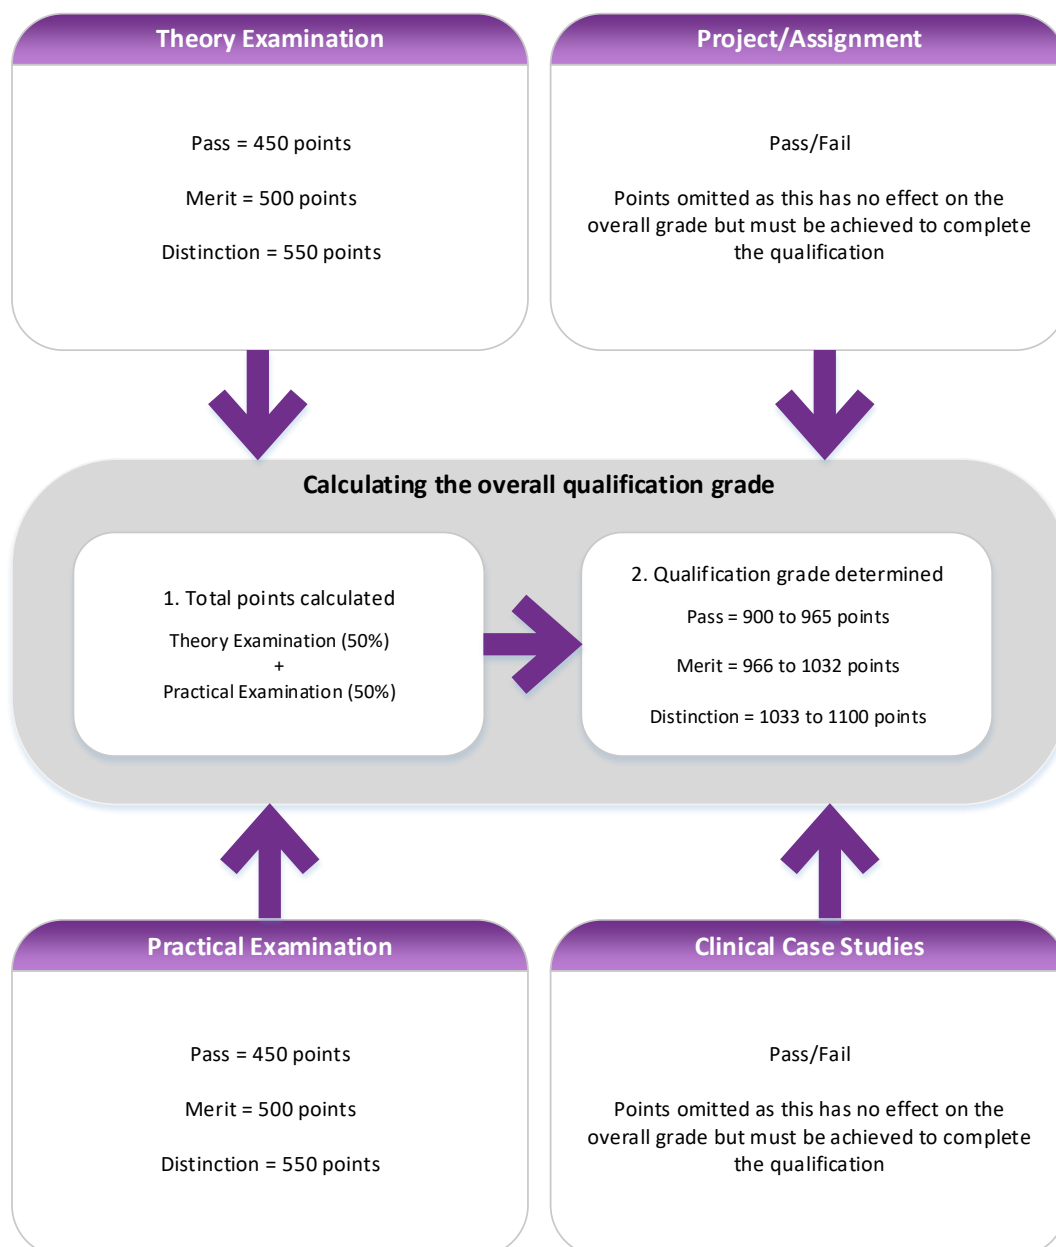 Theory Examination
Pass = 450 points
Merit = 500 points
Distinction = 550 points
Project/Assignment
Pass/Fail
Points omitted as this has no effect on the
overall grade but must be achieved to complete
the qualification
Calculating the overall qualification grade
1. Total points calculated
Theory Examination (50%)
+
Practical Examination (50%)
2. Qualification grade determined
Pass = 900 to 965 points
Merit = 966 to 1032 points
Distinction = 1033 to 1100 points
Practical Examination
Pass = 450 points
Merit = 500 points
Distinction = 550 points
Clinical Case Studies
Pass/Fail
Points omitted as this has no effect on the
overall grade but must be achieved to complete
the qualification